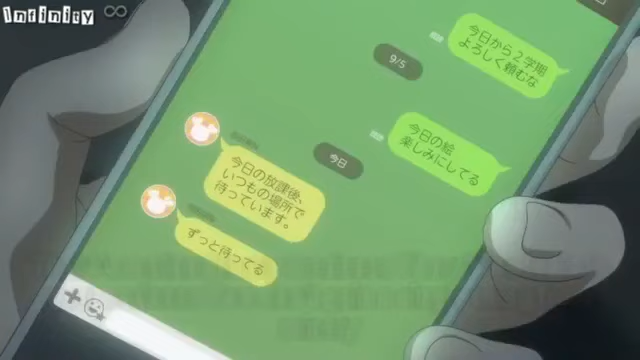 Infinity ∞
今日から2学期
よろしく頼むな
9/5
今日の絵
楽しみにしてる
今日
今日の放課後、
いつもの場所で
待っています。
ずっと待ってる